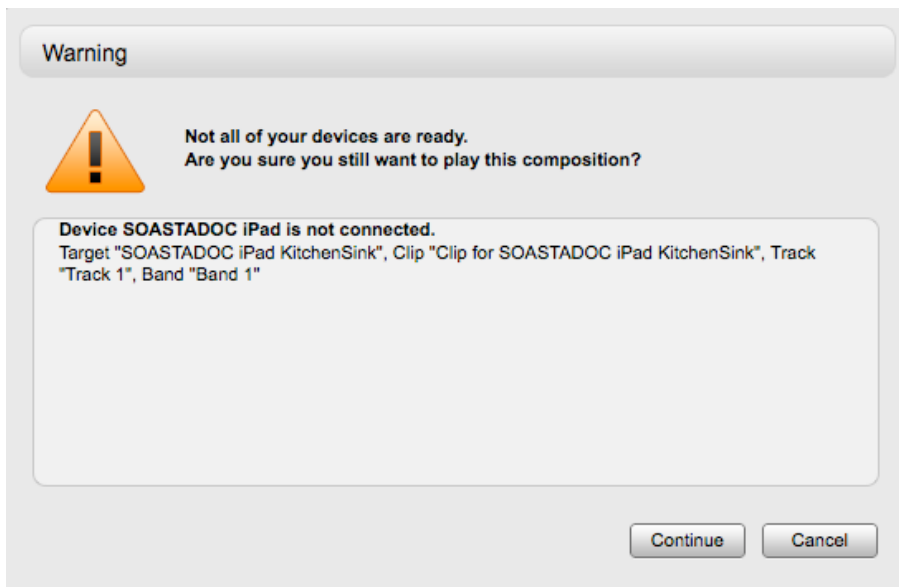 Warning
Not all of your devices are ready.
Are you sure you still want to play this composition?
Device SOASTADOC iPad is not connected.
Target "SOASTADOC iPad KitchenSink", Clip "Clip for SOASTADOC iPad KitchenSink", Track
"Track 1", Band "Band 1"
Continue Cancel